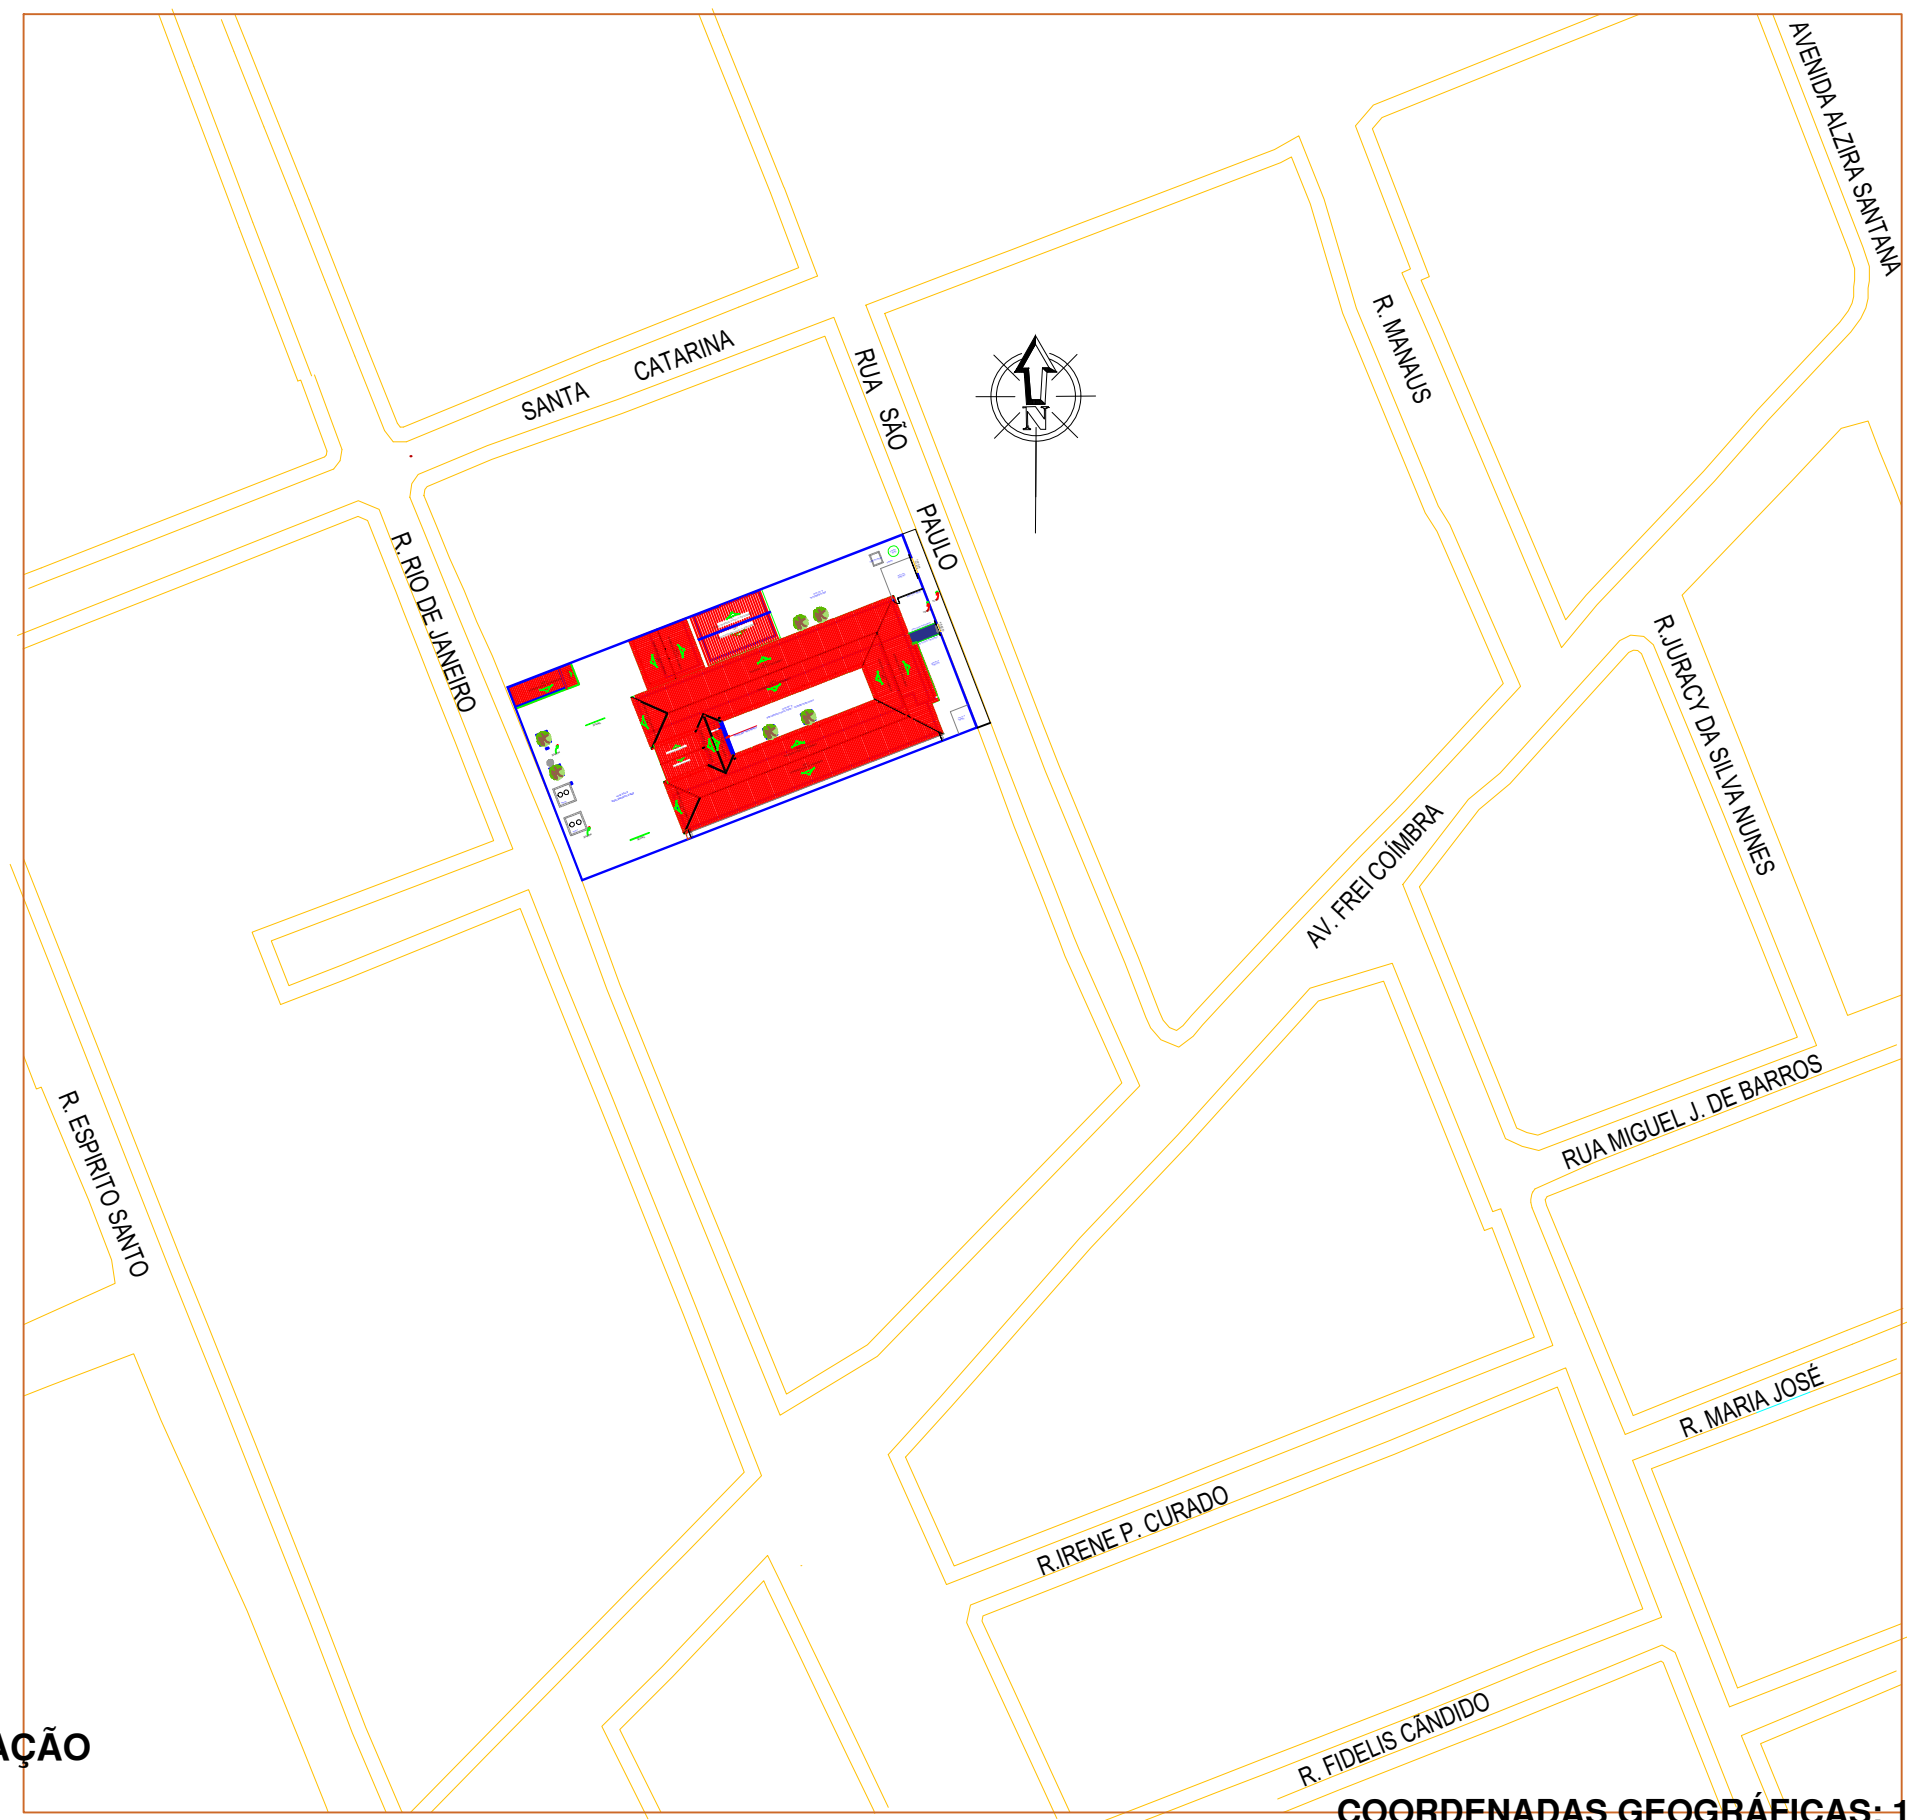 AVENIDA ALZIRA SANTANA
R. MANAUS
SANTA CATARINA
RUA SÃO PAULO
N
R. RIO DE JANEIRO
R.JURACY DA SILVA NUNES
AV. FREI COÍMBRA
R. ESPIRITO SANTO
RUA MIGUEL J. DE BARROS
R. MARIA JOSÉ
R.IRENE P. CURADO
R. FIDELIS CÃNDIDO
AÇÃO
COORDENADAS GEOGRÁFICAS: 1